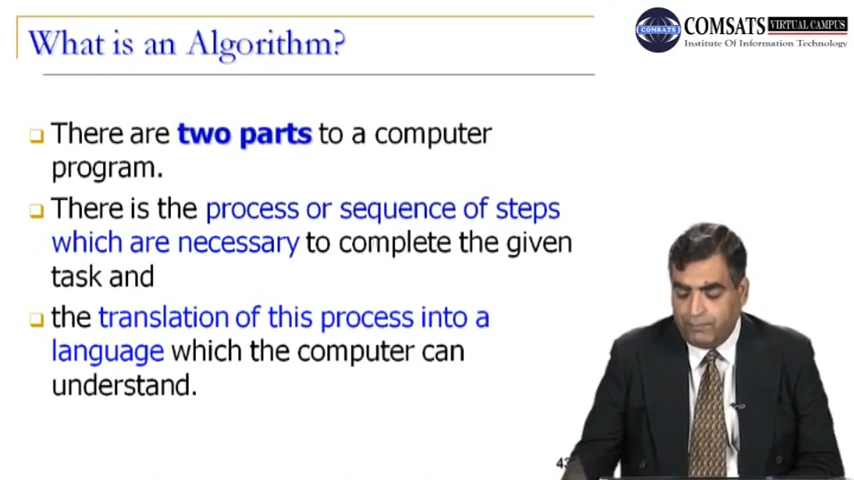 What is an Algorithm?
COMSATS VIRTUAL CAMPUS
COMSATS
Institute Of Information Technology
❑ There are two parts to a computer
program.
❑ There is the process or sequence of steps
which are necessary to complete the given
task and
❑ the translation of this process into a
language which the computer can
understand.